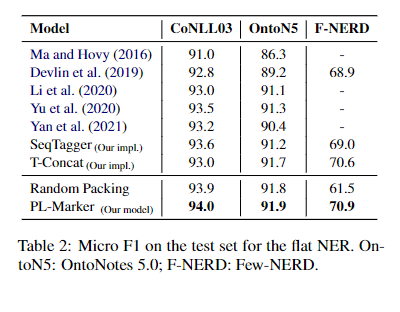 Model CoNLL03 OntoN5 F-NERD
Ma and Hovy (2016) 91.0 86.3 -
Devlin et al. (2019) 92.8 89.2 68.9
Li et al. (2020) 93.0 91.1 -
Yu et al. (2020) 93.5 91.3 -
Yan et al. (2021) 93.2 90.4 -
SeqTagger (Our impl.) 93.6 91.2 69.0
T-Concat (Our impl.) 93.0 91.7 70.6
Random Packing 93.9 91.8 61.5
PL-Marker (Our model) 94.0 91.9 70.9
Table 2: Micro F1 on the test set for the flat NER. On-
toN5: OntoNotes 5.0; F-NERD: Few-NERD.